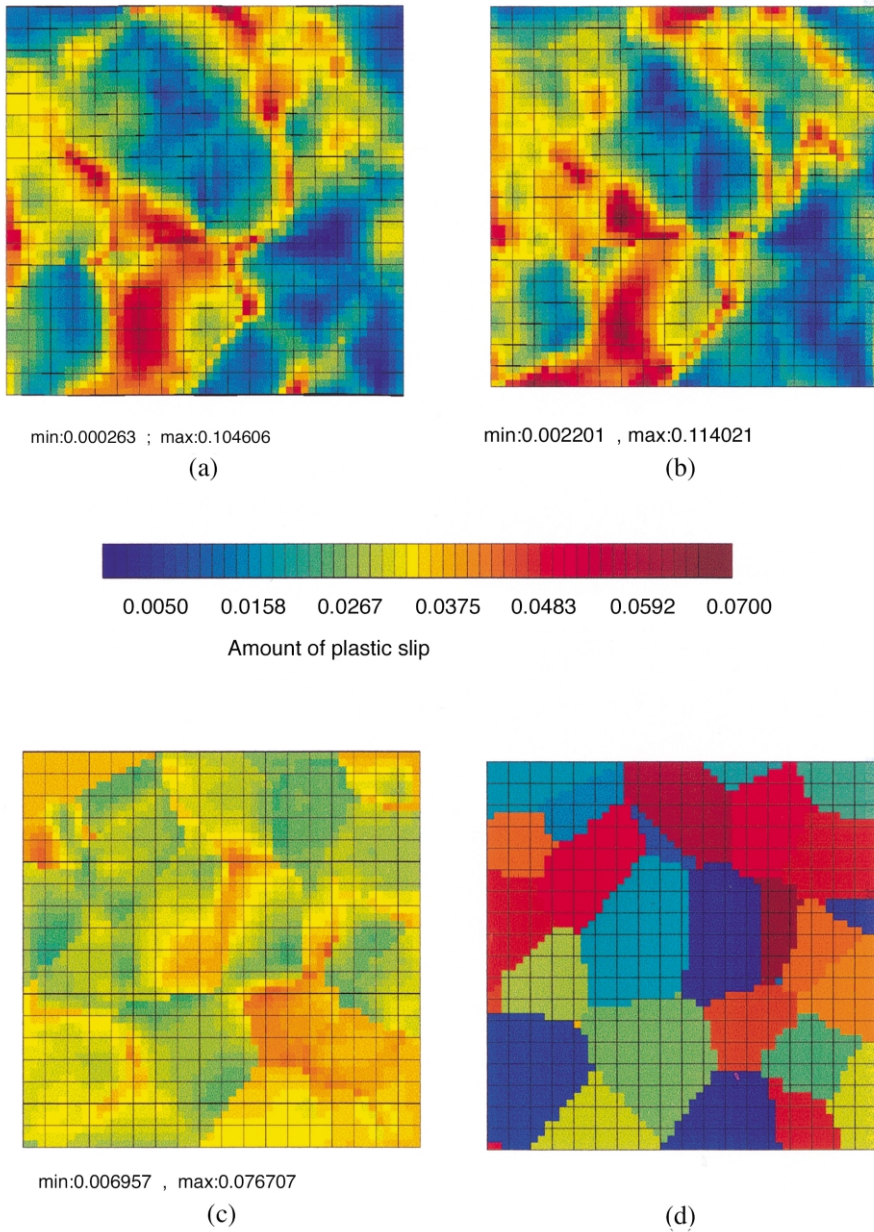 min:0.000263 ; max:0.104606
min:0.002201 , max:0.114021
(a)
(b)
0.0050 0.0158 0.0267 0.0375 0.0483 0.0592 0.0700
Amount of plastic slip
min:0.006957 , max:0.076707
(c)
(d)